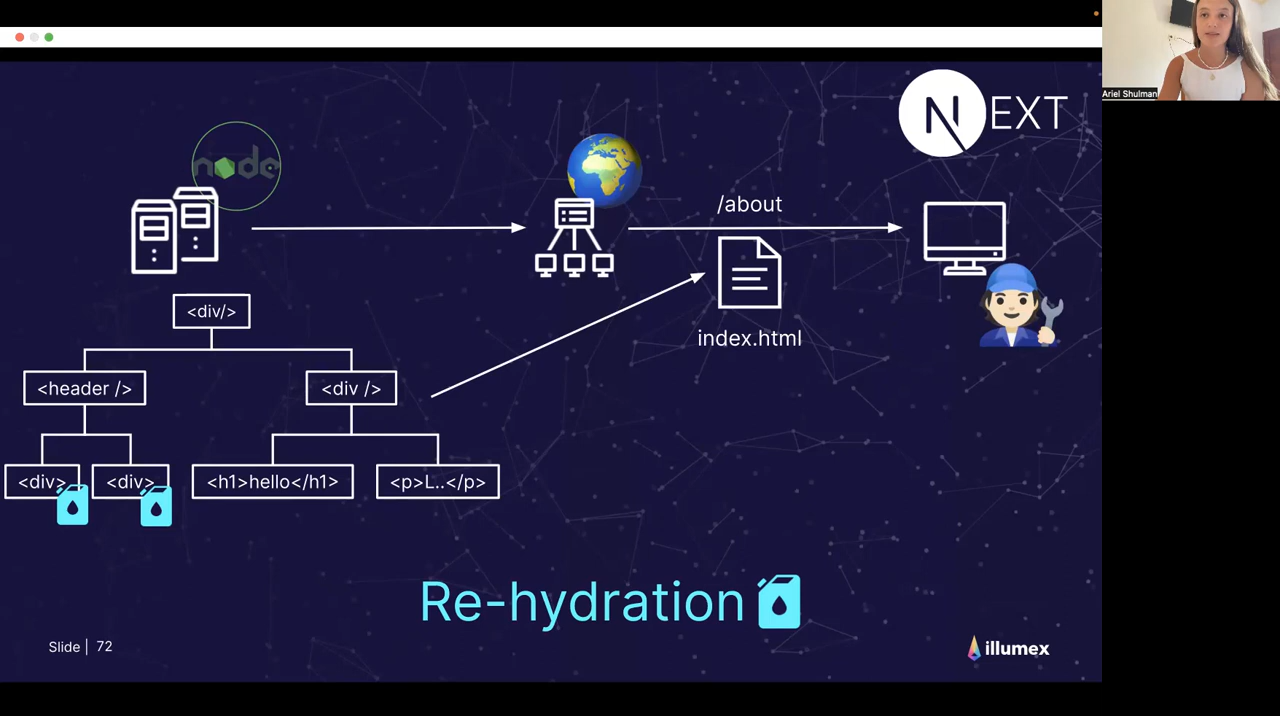 NEXT
Ariel Shulman
node
/about
index.html
<div/>
<header />
<div />
<div>
<div>
<h1>hello</h1>
<p>L..</p>
Re-hydration
Slide | 72
illumex